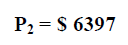 P₂ = $ 6397